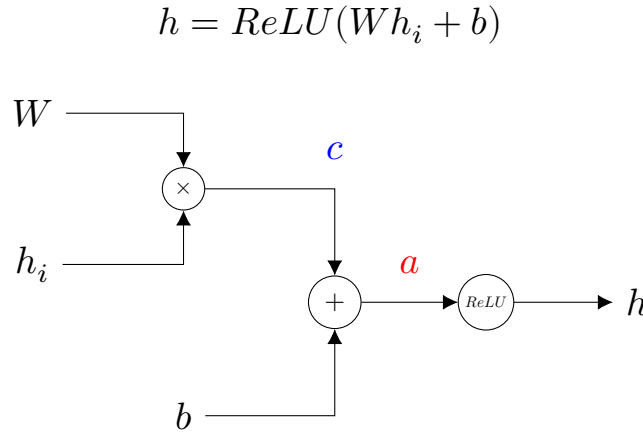 h = ReLU(Wh_i + b)
W
c
×
h_i
a
+
ReLU
h
b